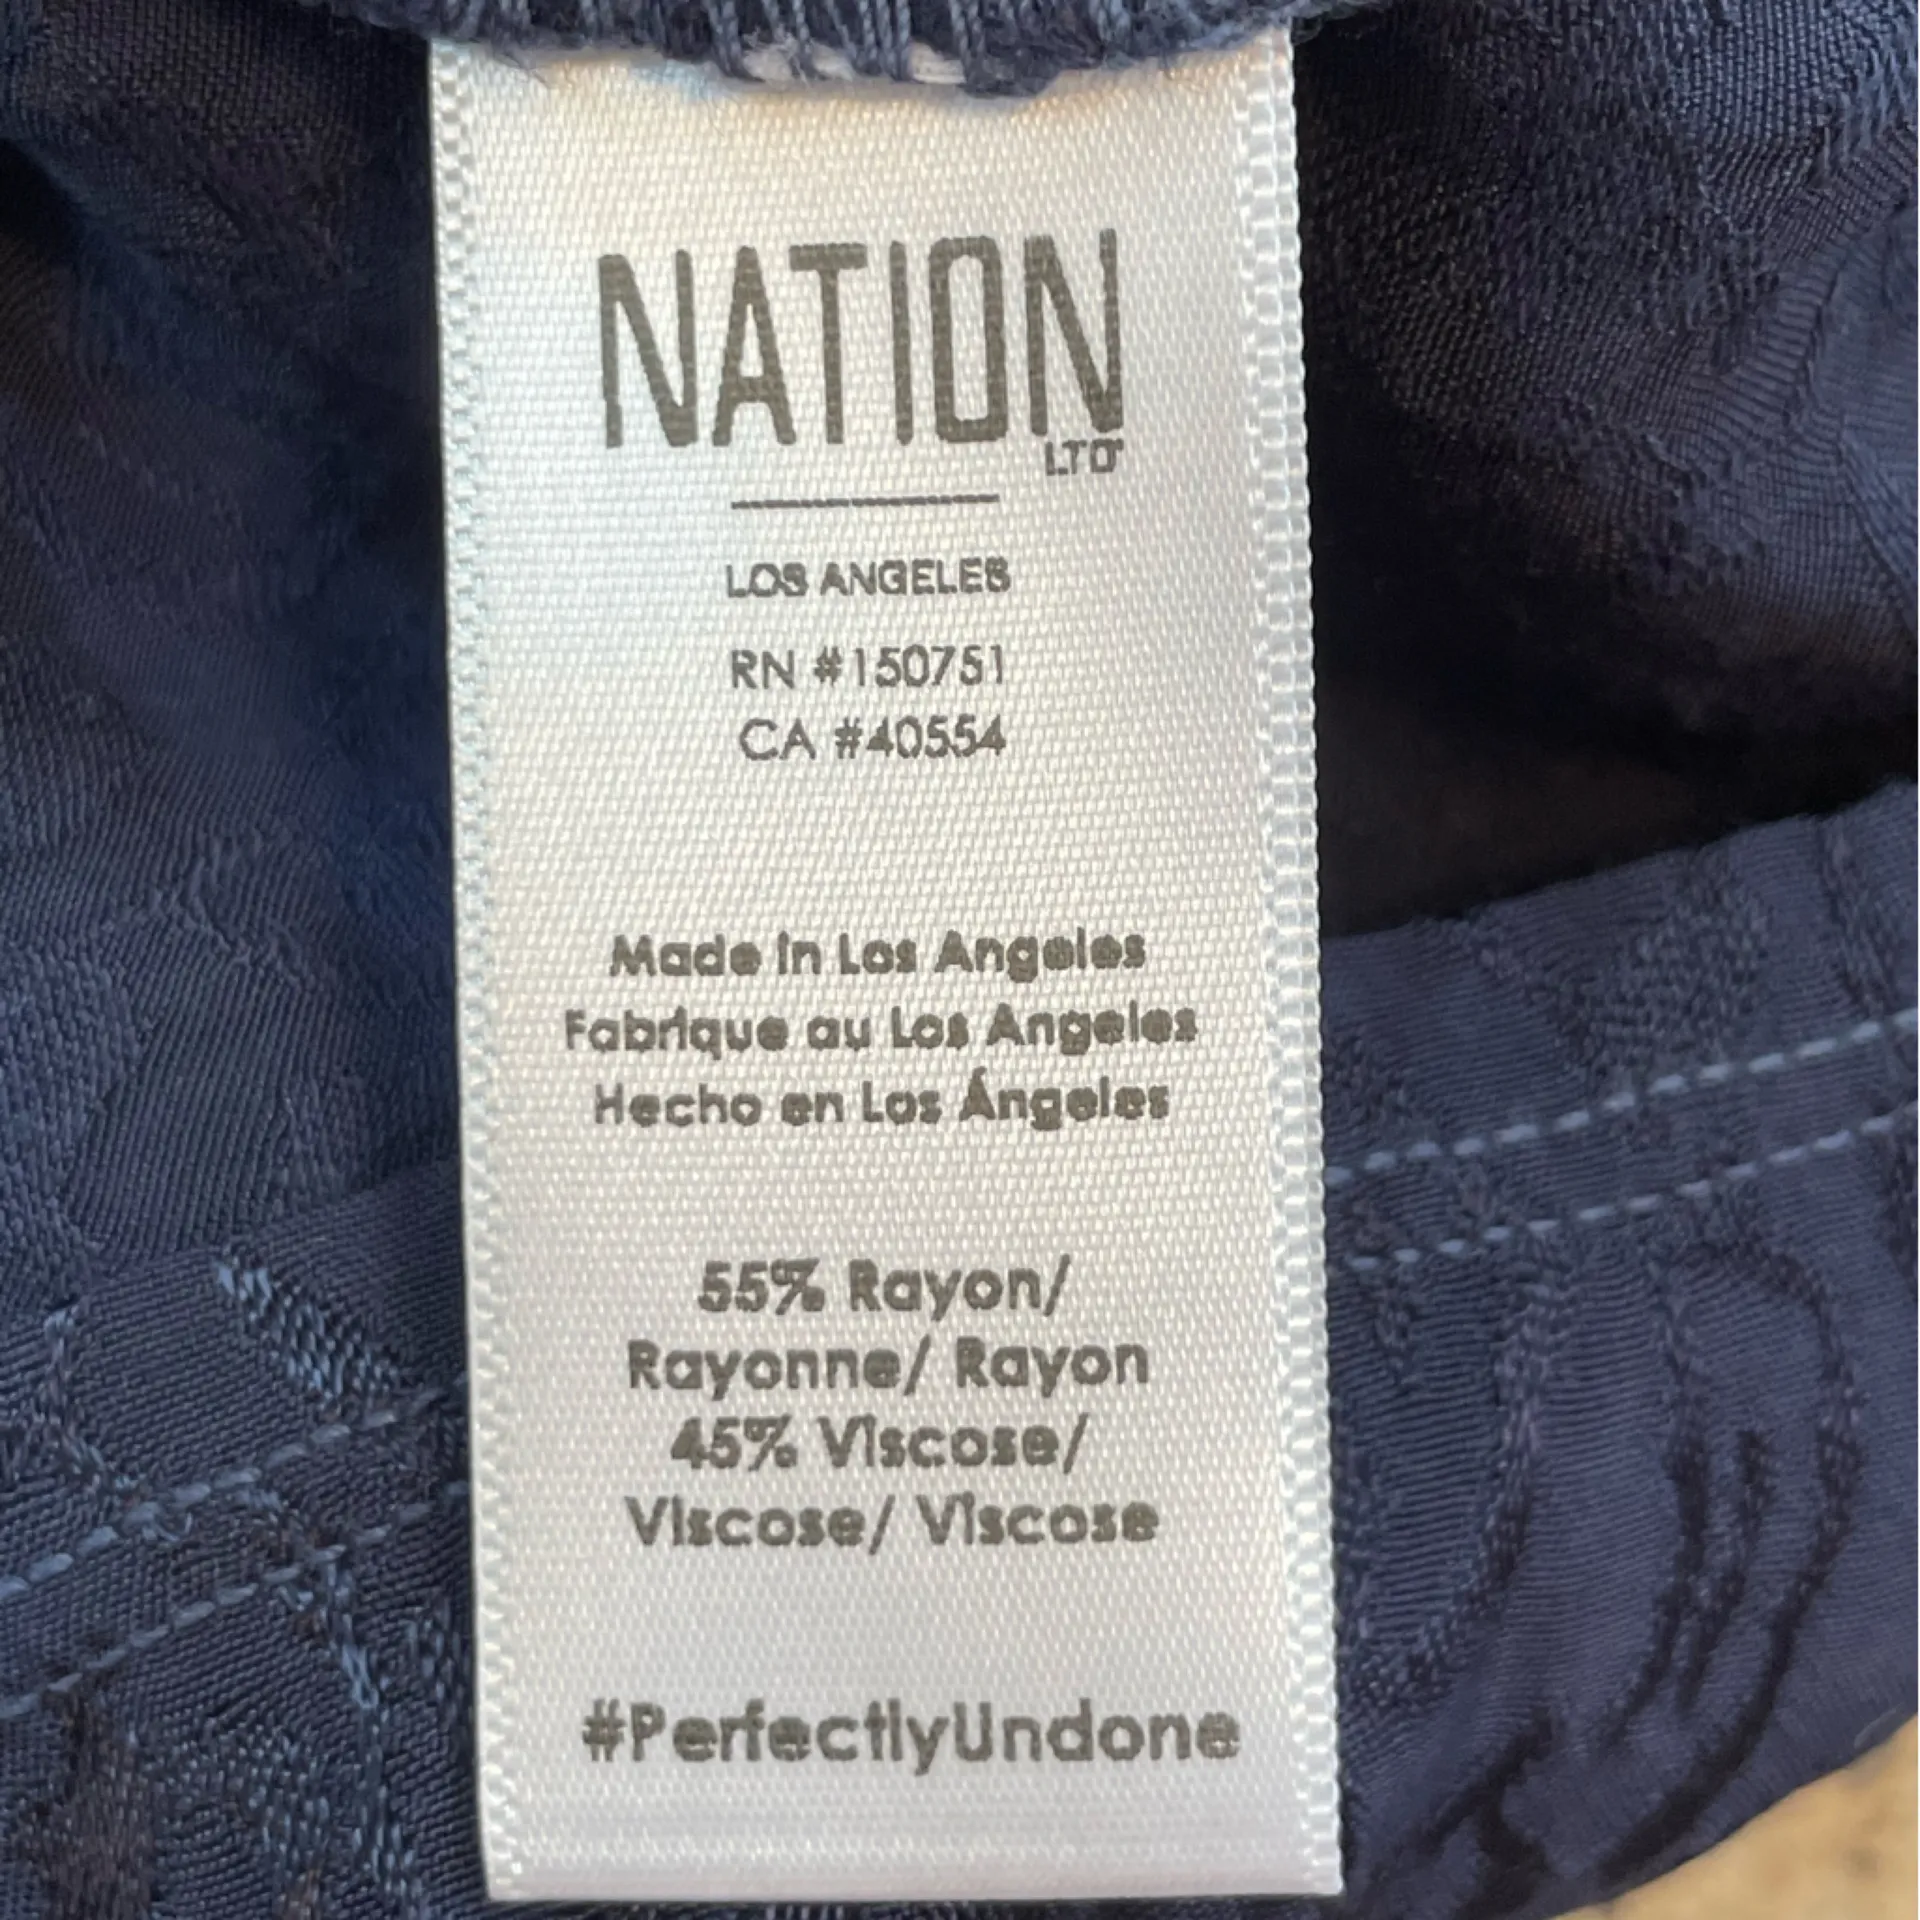 NATION
LTD
LOS ANGELES
RN #150751
CA #40554
Made in Los Angeles
Fabrique au Los Angeles
Hecho en Los Ángeles
55% Rayon/
Rayonne/ Rayon
45% Viscose/
Viscose/ Viscose
#PerfectlyUndone